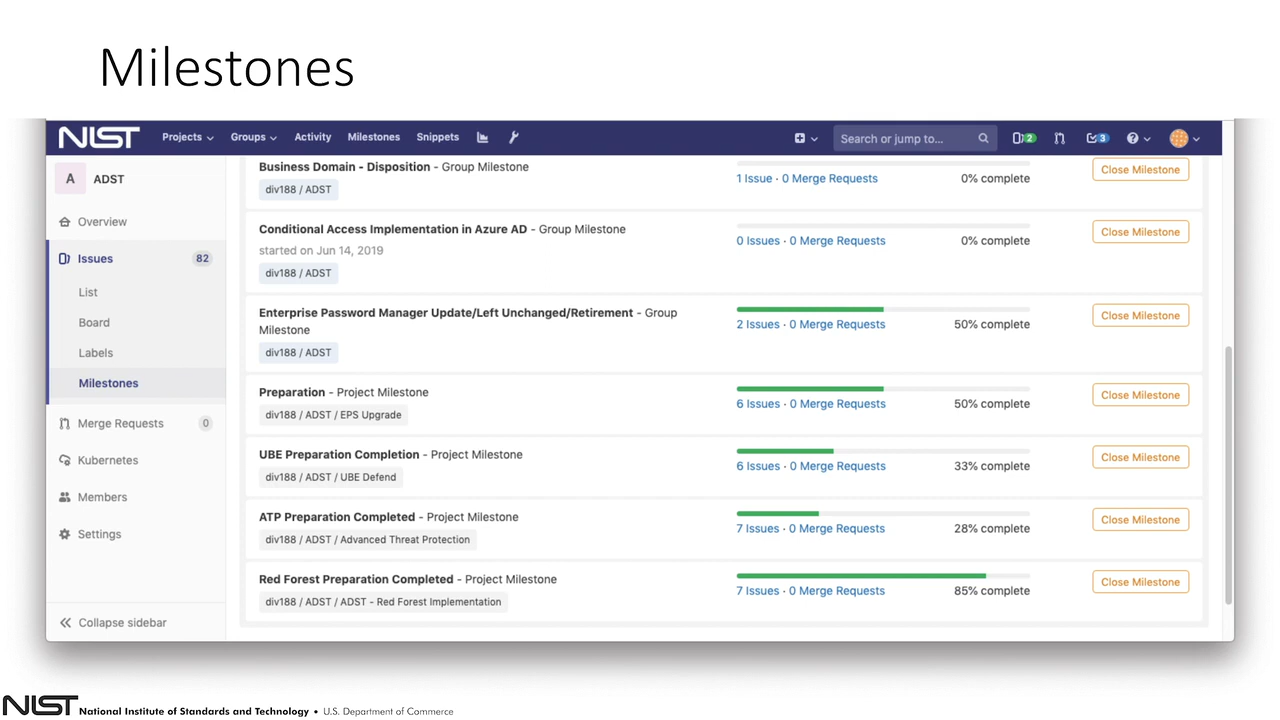 Milestones
NIST Projects Groups Activity Milestones Snippets Search or jump to... 2 3
A ADST
Overview
Issues 82
List
Board
Labels
Milestones
Merge Requests 0
Kubernetes
Members
Settings
Collapse sidebar
Business Domain - Disposition - Group Milestone
div188 / ADST
1 Issue · 0 Merge Requests 0% complete
Close Milestone
Conditional Access Implementation in Azure AD - Group Milestone
started on Jun 14, 2019
div188 / ADST
0 Issues · 0 Merge Requests 0% complete
Close Milestone
Enterprise Password Manager Update/Left Unchanged/Retirement - Group
Milestone
div188 / ADST
2 Issues · 0 Merge Requests 50% complete
Close Milestone
Preparation - Project Milestone
div188 / ADST / EPS Upgrade
6 Issues · 0 Merge Requests 50% complete
Close Milestone
UBE Preparation Completion - Project Milestone
div188 / ADST / UBE Defend
6 Issues · 0 Merge Requests 33% complete
Close Milestone
ATP Preparation Completed - Project Milestone
div188 / ADST / Advanced Threat Protection
7 Issues · 0 Merge Requests 28% complete
Close Milestone
Red Forest Preparation Completed - Project Milestone
div188 / ADST / ADST - Red Forest Implementation
7 Issues · 0 Merge Requests 85% complete
Close Milestone
NIST National Institute of Standards and Technology • U.S. Department of Commerce